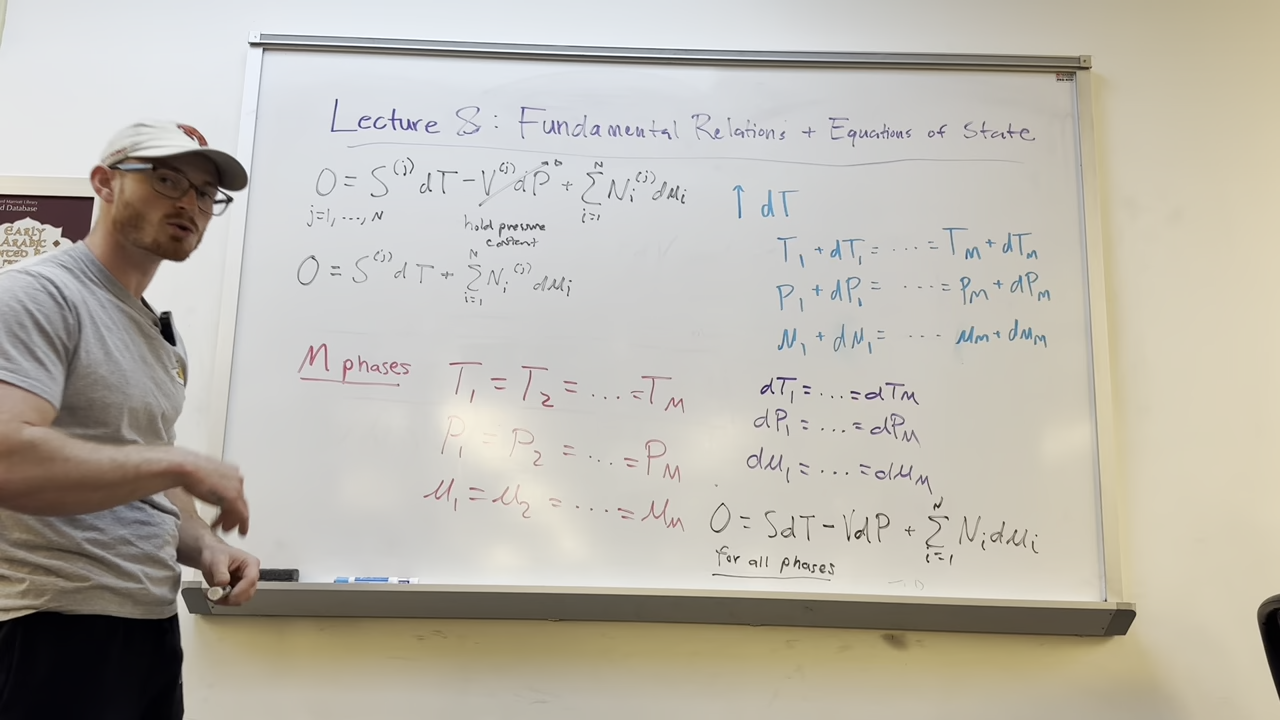 Lecture 8: Fundamental Relations + Equations of State
O = S^(j) dT - V^(j) dP^→0 + Σ_{i=1}^{N} N_i^(j) dμ_i
j=1, ..., N
hold pressure
constant
O = S^(j) dT + Σ_{i=1}^{N} N_i^(j) dμ_i
↑ dT
T_1 + dT_1 = ..... = T_M + dT_M
P_1 + dP_1 = ..... = P_M + dP_M
μ_1 + dμ_1 = .... μ_M + dμ_M
M phases
T_1 = T_2 = .... = T_M
P_1 = P_2 = .... = P_M
μ_1 = μ_2 = .... = μ_M
dT_1 = ... = dT_M
dP_1 = ... = dP_M
dμ_1 = ... = dμ_M
O = SdT - VdP + Σ_{i=1}^{N} N_i dμ_i
for all phases
Database
EARLY
ARABIC